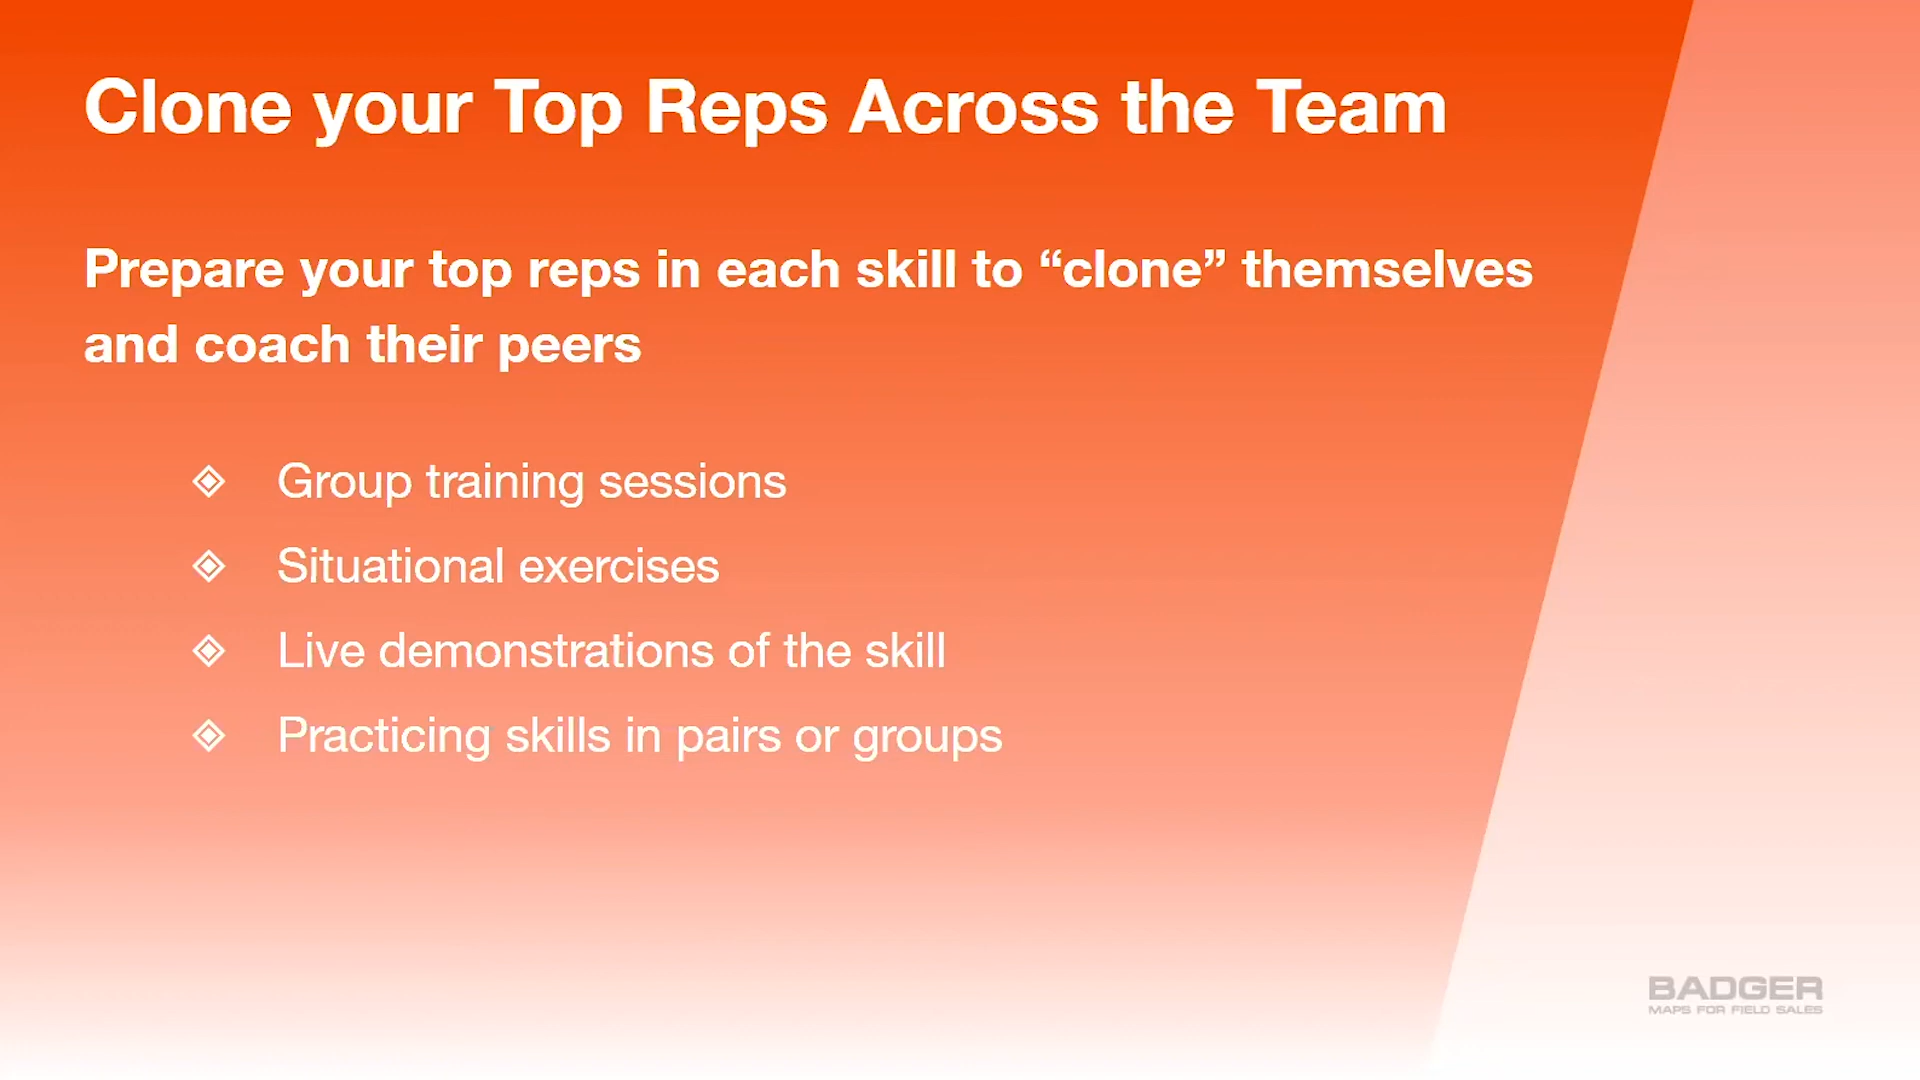 Clone your Top Reps Across the Team
Prepare your top reps in each skill to “clone” themselves
and coach their peers
Group training sessions
Situational exercises
Live demonstrations of the skill
Practicing skills in pairs or groups
BADGER
MAPS FOR FIELD SALES